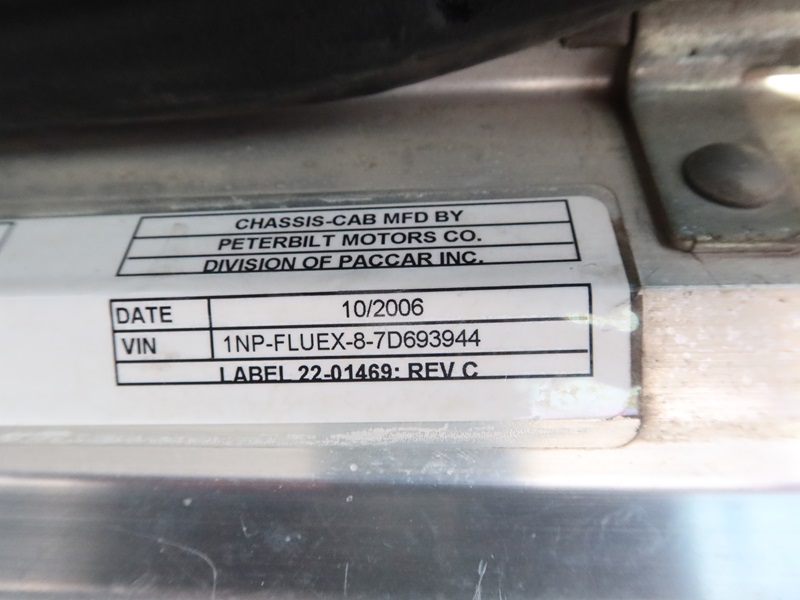 CHASSIS-CAB MFD BY
PETERBILT MOTORS CO.
DIVISION OF PACCAR INC.
DATE 10/2006
VIN 1NP-FLUEX-8-7D693944
LABEL 22-01469: REV C